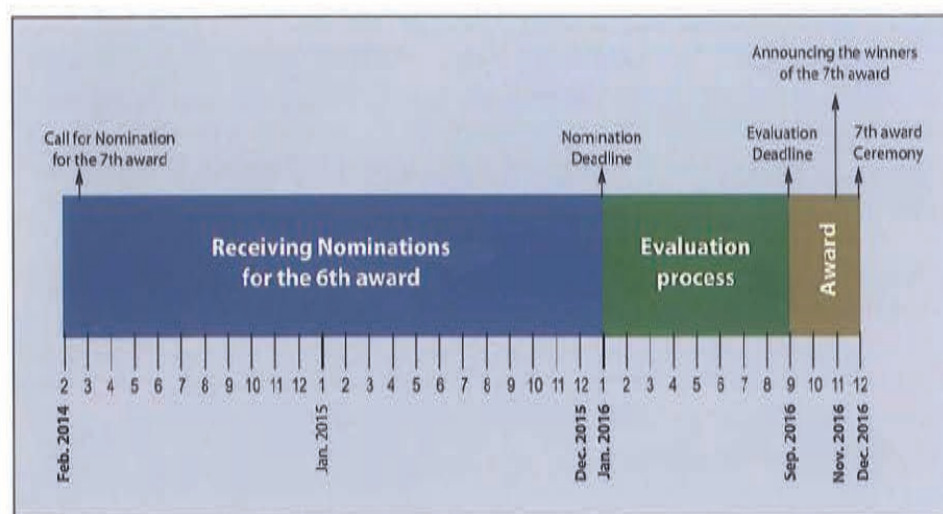 Announcing the winners
of the 7th award
Call for Nomination
for the 7th award
Nomination
Deadline
Evaluation
Deadline
7th award
Ceremony
Receiving Nominations
for the 6th award
Evaluation
process
Award
2 3 4 5 6 7 8 9 10 11 12 1 2 3 4 5 6 7 8 9 10 11 12 1 2 3 4 5 6 7 8 9 10 11 12
Feb. 2014
Jan. 2015
Dec. 2015
Jan. 2016
Sep. 2016
Nov. 2016
Dec. 2016